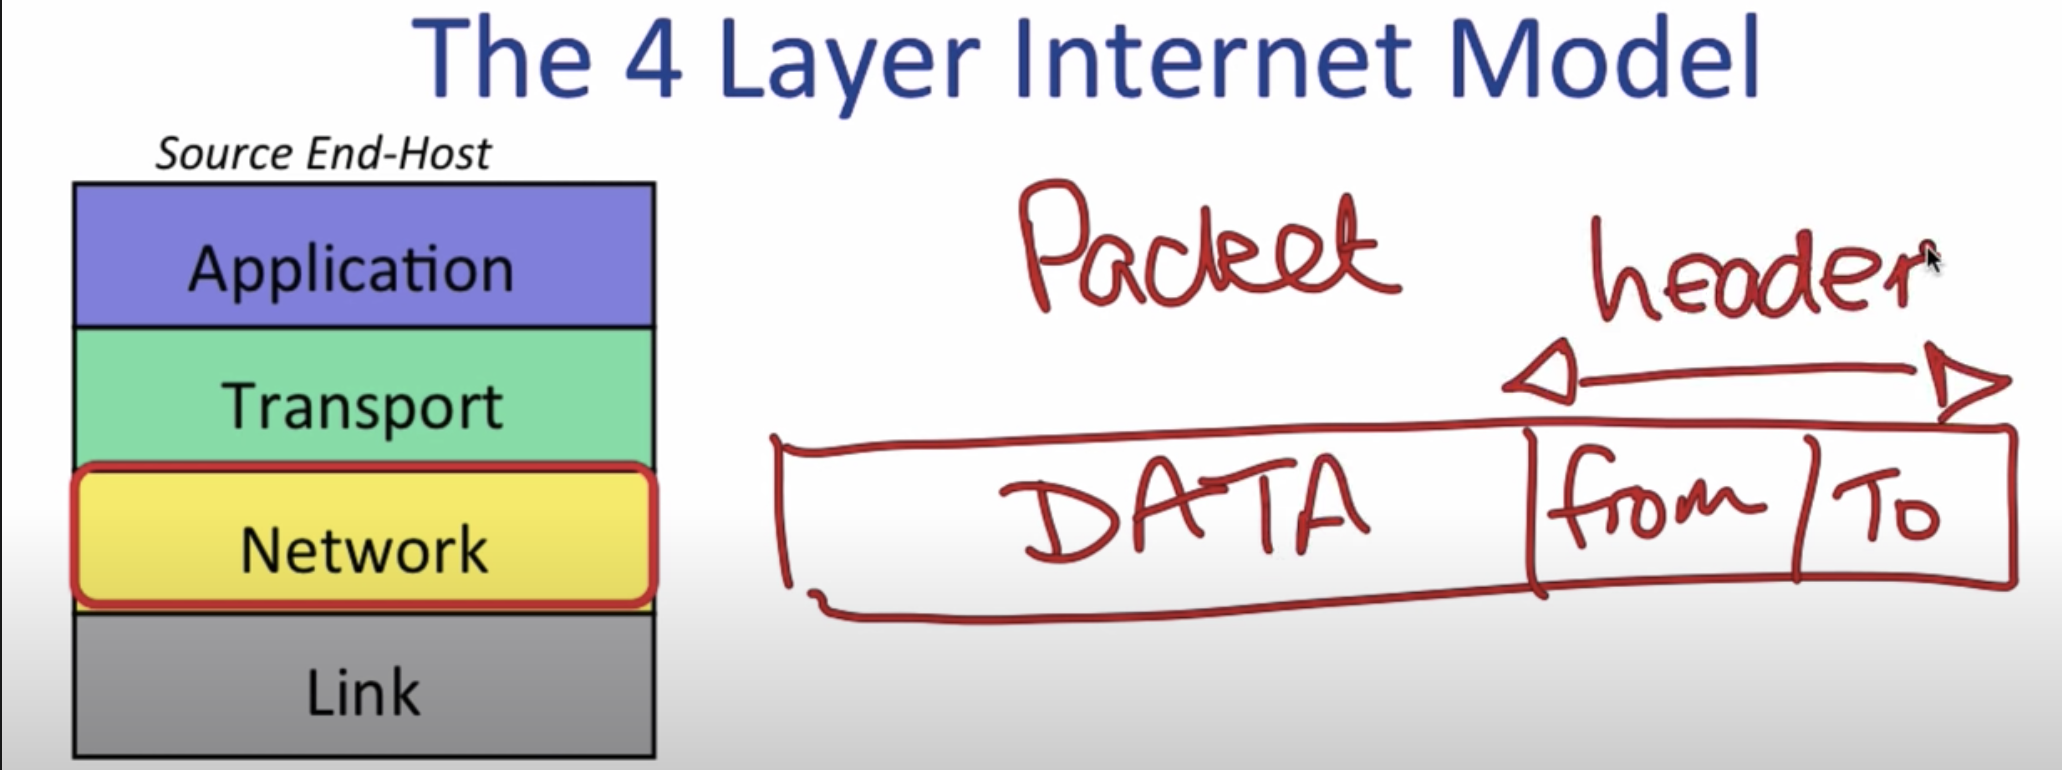 The 4 Layer Internet Model
Source End-Host
Application
Transport
Network
Link
Packet
header
DATA
from
To